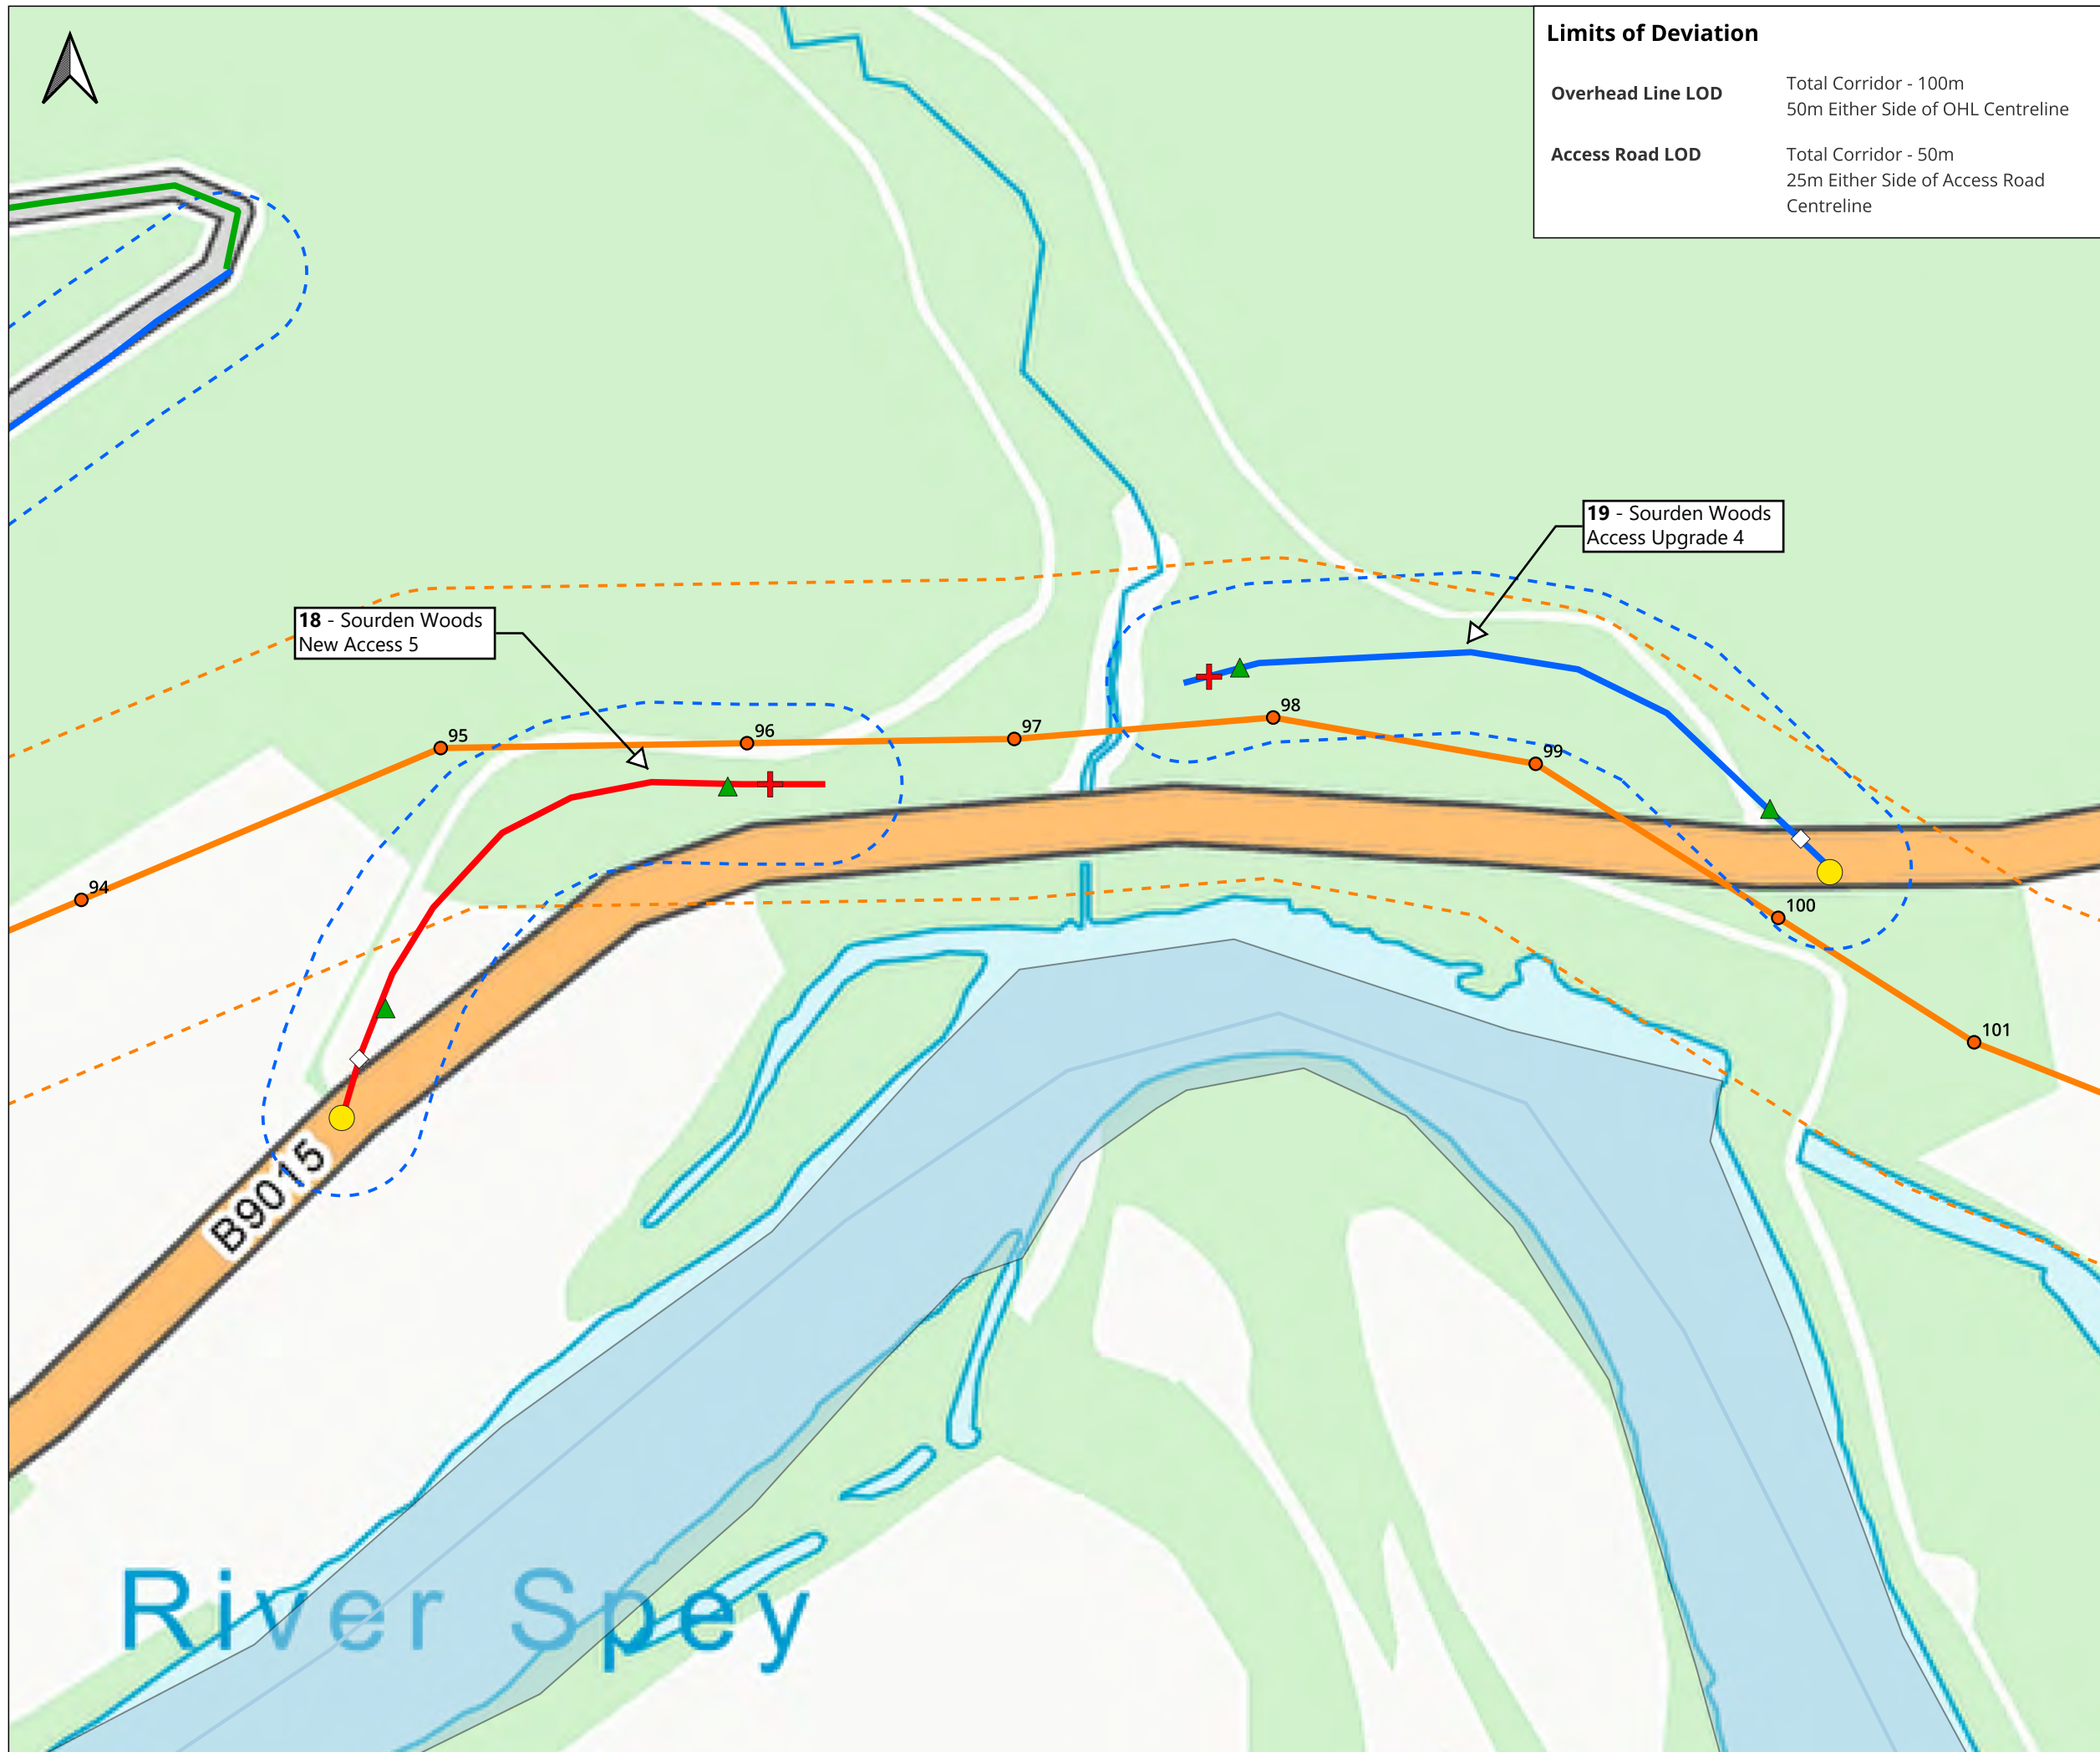 Limits of Deviation
Overhead Line LOD
Total Corridor - 100m
50m Either Side of OHL Centreline
Access Road LOD
Total Corridor - 50m
25m Either Side of Access Road
Centreline
19 - Sourden Woods
Access Upgrade 4
18 - Sourden Woods
New Access 5
94
95
96
97
98
99
100
101
B9015
River Spey